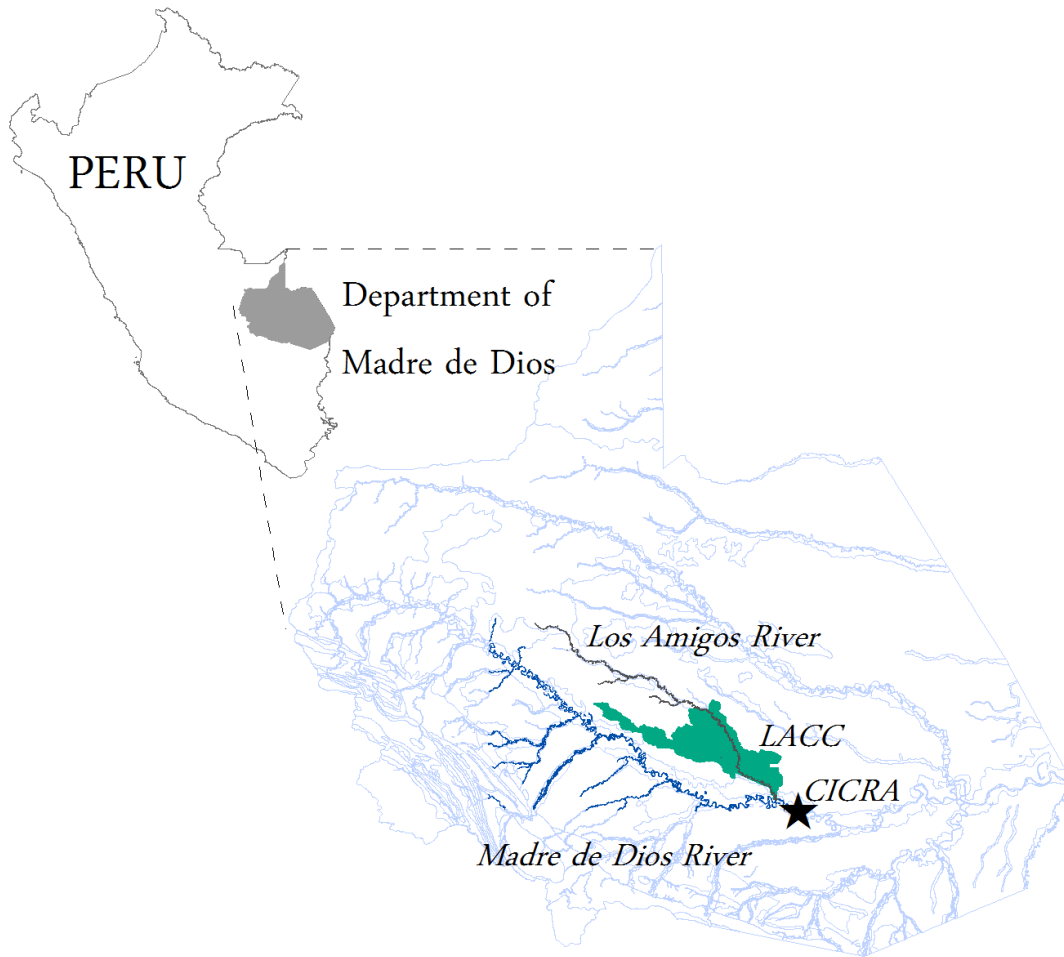 PERU
Department of
Madre de Dios
Los Amigos River
LACC
CICRA
Madre de Dios River